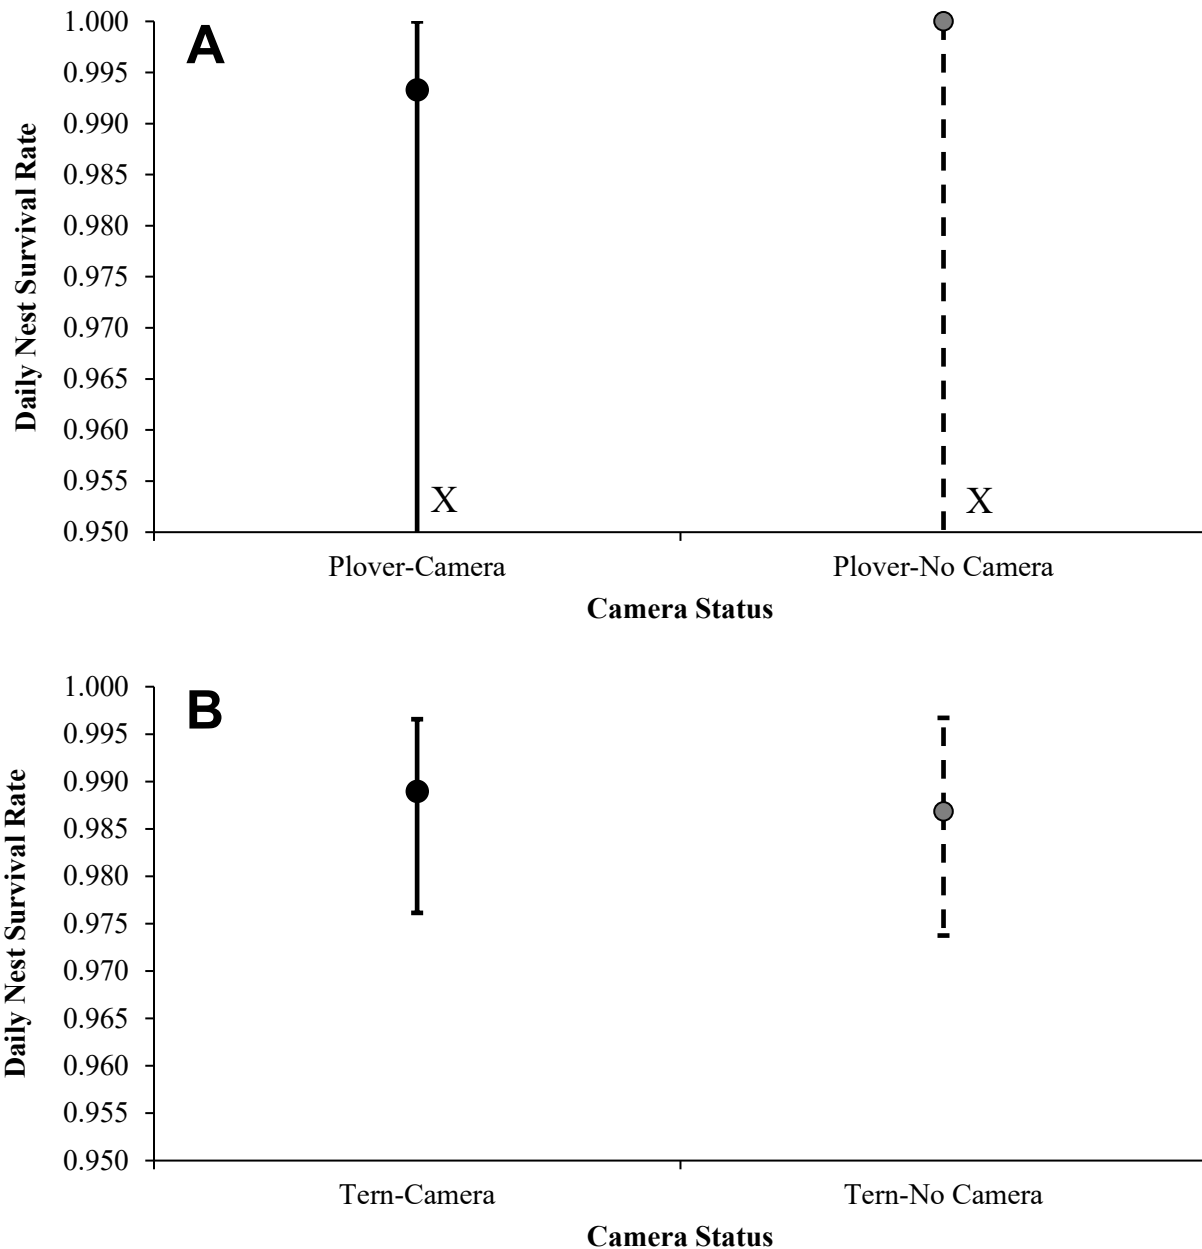 A
1.000
0.995
0.990
0.985
0.980
0.975
0.970
0.965
0.960
0.955
0.950
Daily Nest Survival Rate
X
X
Plover-Camera
Plover-No Camera
Camera Status
B
1.000
0.995
0.990
0.985
0.980
0.975
0.970
0.965
0.960
0.955
0.950
Daily Nest Survival Rate
Tern-Camera
Tern-No Camera
Camera Status